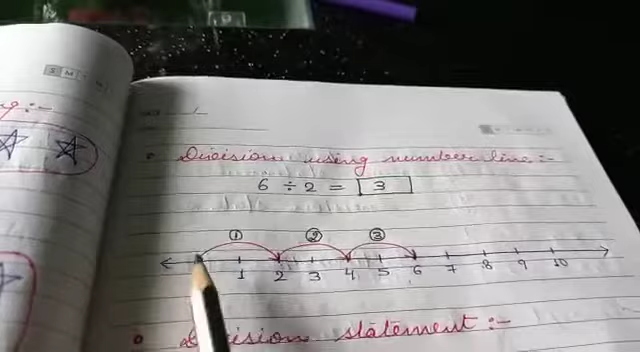 Division using number line :-
6 ÷ 2 = 3
① ② ③
1 2 3 4 5 6 7 8 9 10
Division statement :-